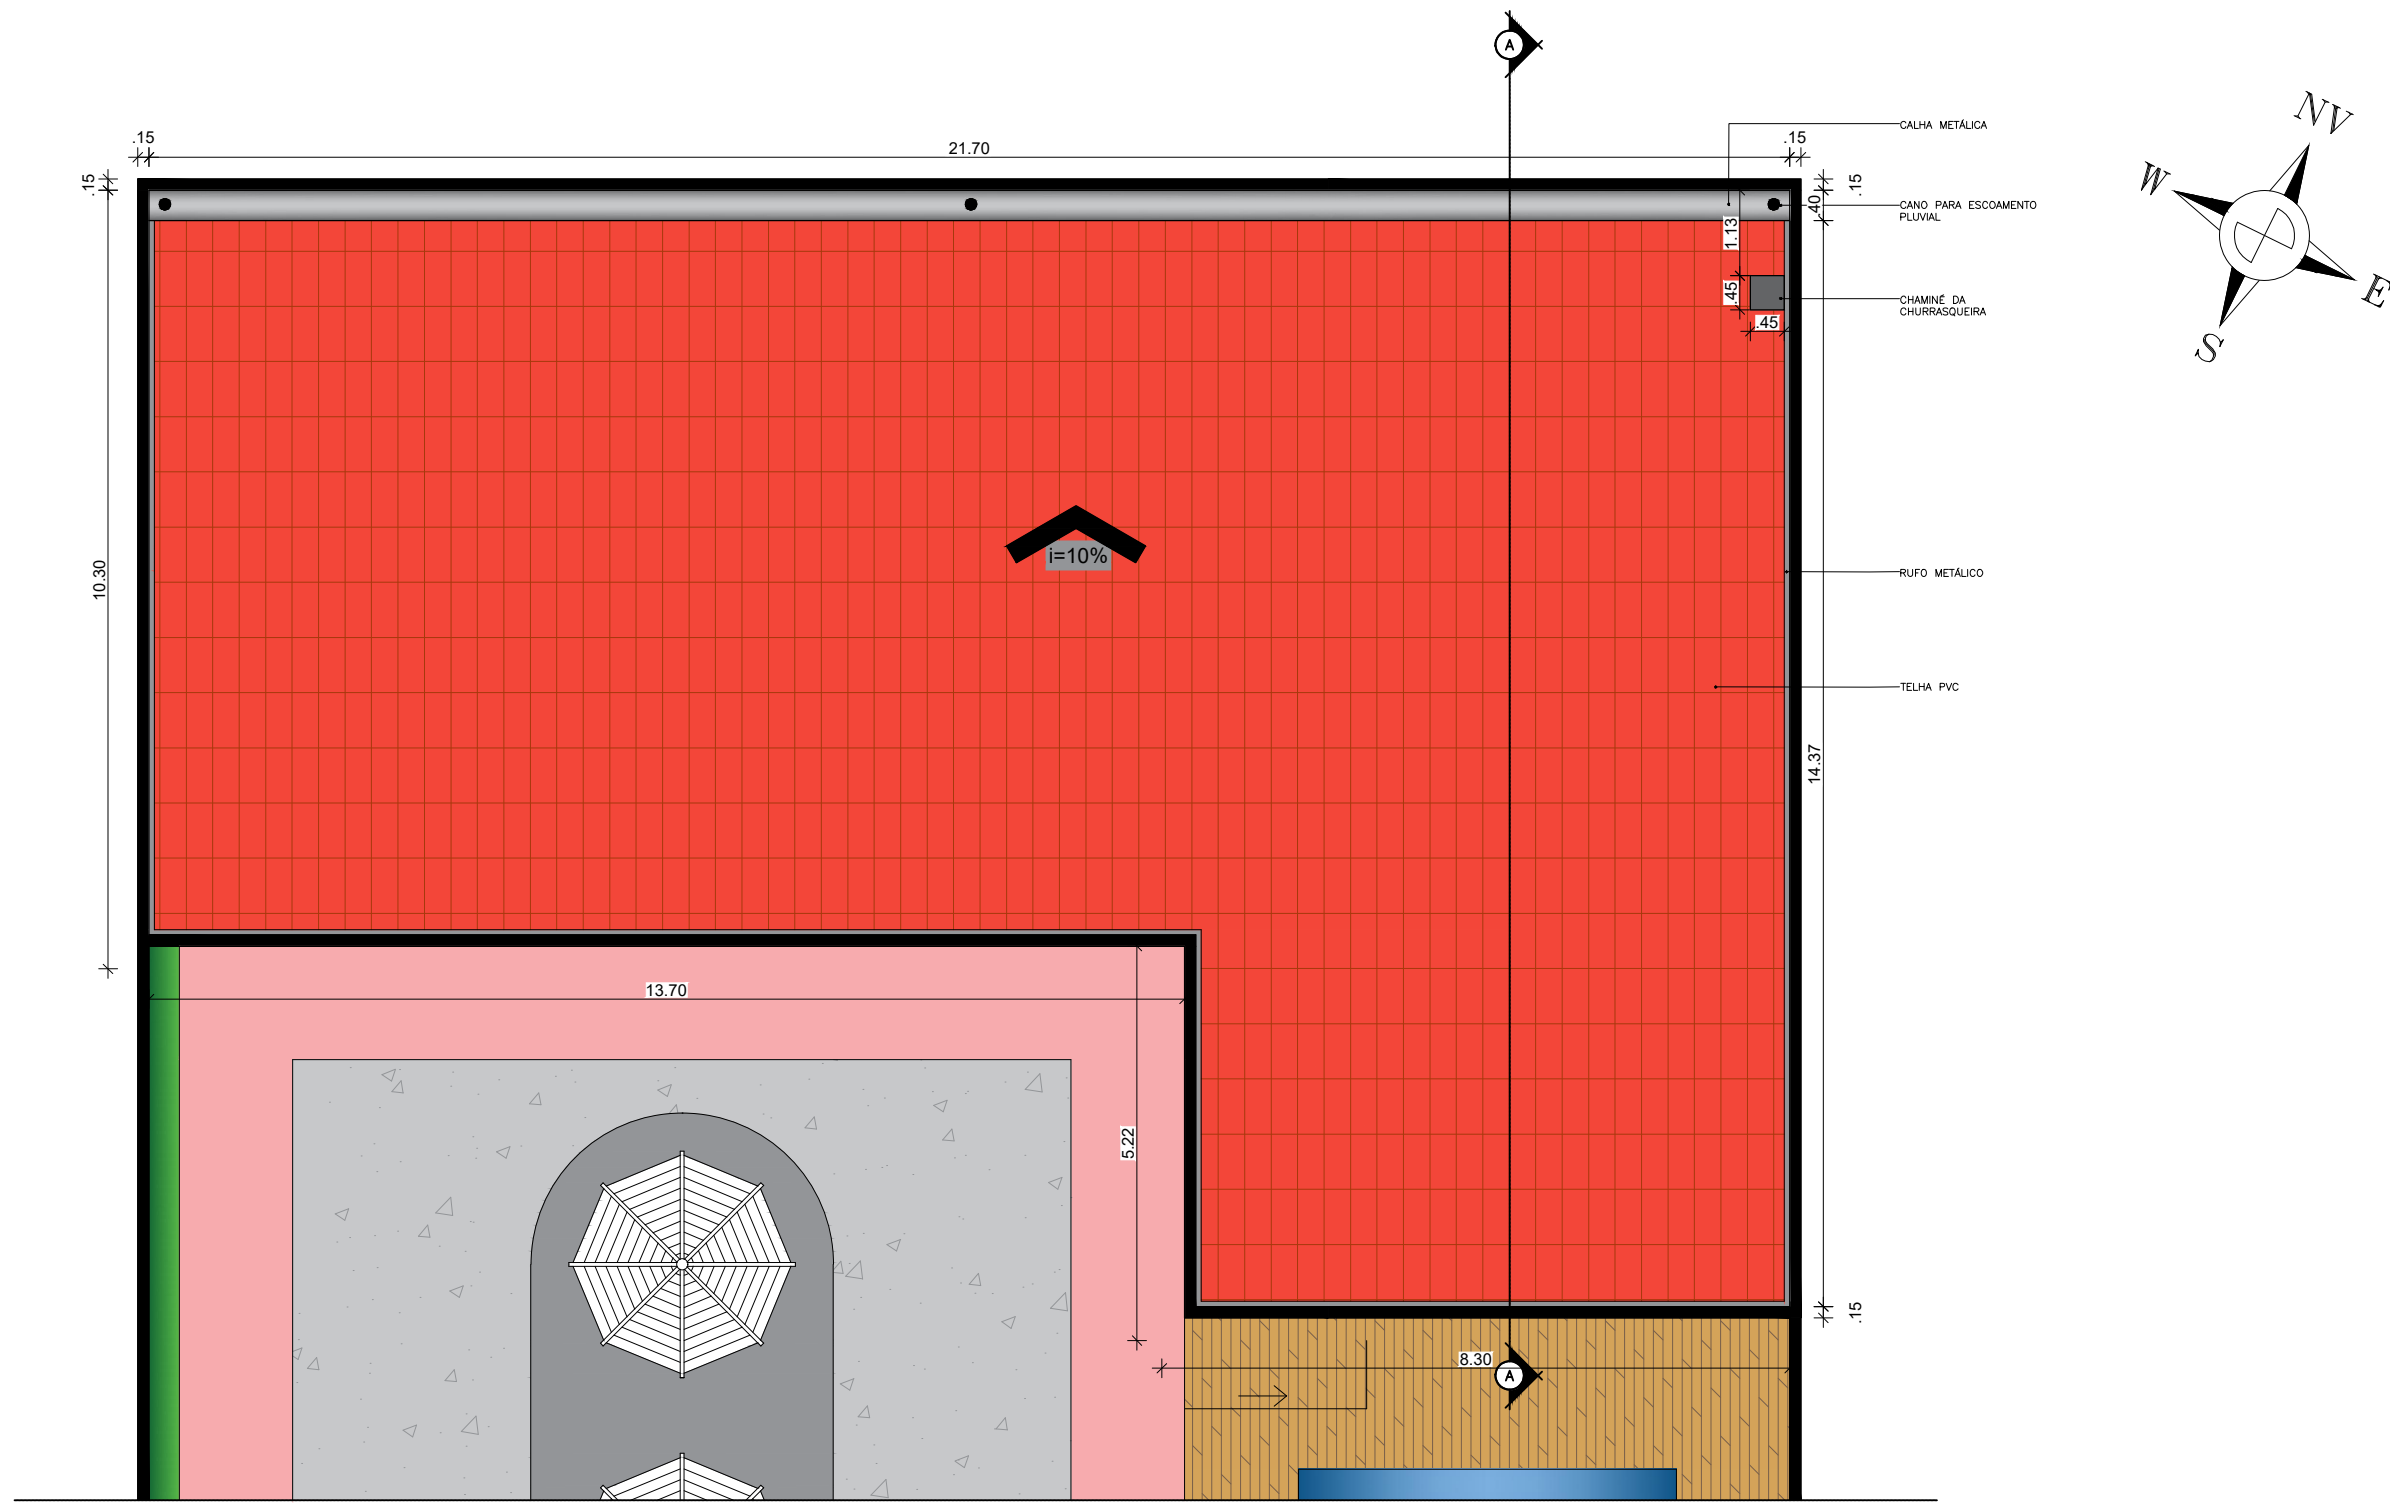 A
NV
CALHA METÁLICA
.15
21.70
.15
W
.15
.15
.40
CANO PARA ESCOAMENTO
PLUVIAL
1.13
E
.45
CHAMINÉ DA
CHURRASQUEIRA
.45
S
i=10%
10.30
RUFO METÁLICO
TELHA PVC
14.37
13.70
5.22
.15
8.30
A